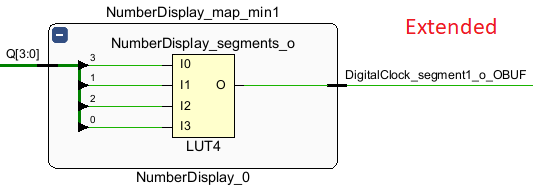 NumberDisplay_map_min1
Extended
NumberDisplay_segments_o
Q[3:0]
3 I0
1 I1 O
2 I2
0 I3
DigitalClock_segment1_o_OBUF
LUT4
NumberDisplay_0